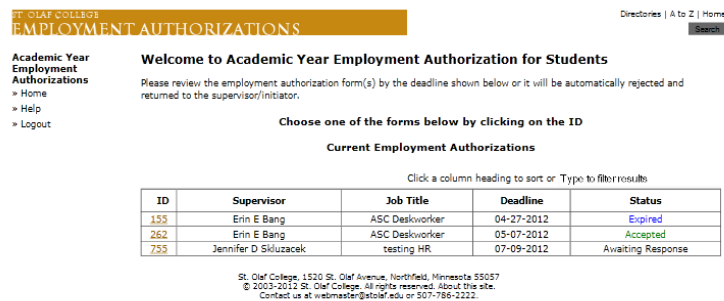 ST. OLAF COLLEGE
EMPLOYMENT AUTHORIZATIONS
Directories | A to Z | Home
Search
Academic Year
Employment
Authorizations
» Home
» Help
» Logout
Welcome to Academic Year Employment Authorization for Students
Please review the employment authorization form(s) by the deadline shown below or it will be automatically rejected and
returned to the supervisor/initiator.
Choose one of the forms below by clicking on the ID
Current Employment Authorizations
Click a column heading to sort or Type to filter results
ID Supervisor Job Title Deadline Status
155 Erin E Bang ASC Deskworker 04-27-2012 Expired
262 Erin E Bang ASC Deskworker 05-07-2012 Accepted
755 Jennifer D Skluzacek testing HR 07-09-2012 Awaiting Response
St. Olaf College, 1520 St. Olaf Avenue, Northfield, Minnesota 55057
© 2003-2012 St. Olaf College. All rights reserved. About this site.
Contact us at webmaster@stolaf.edu or 507-786-2222.